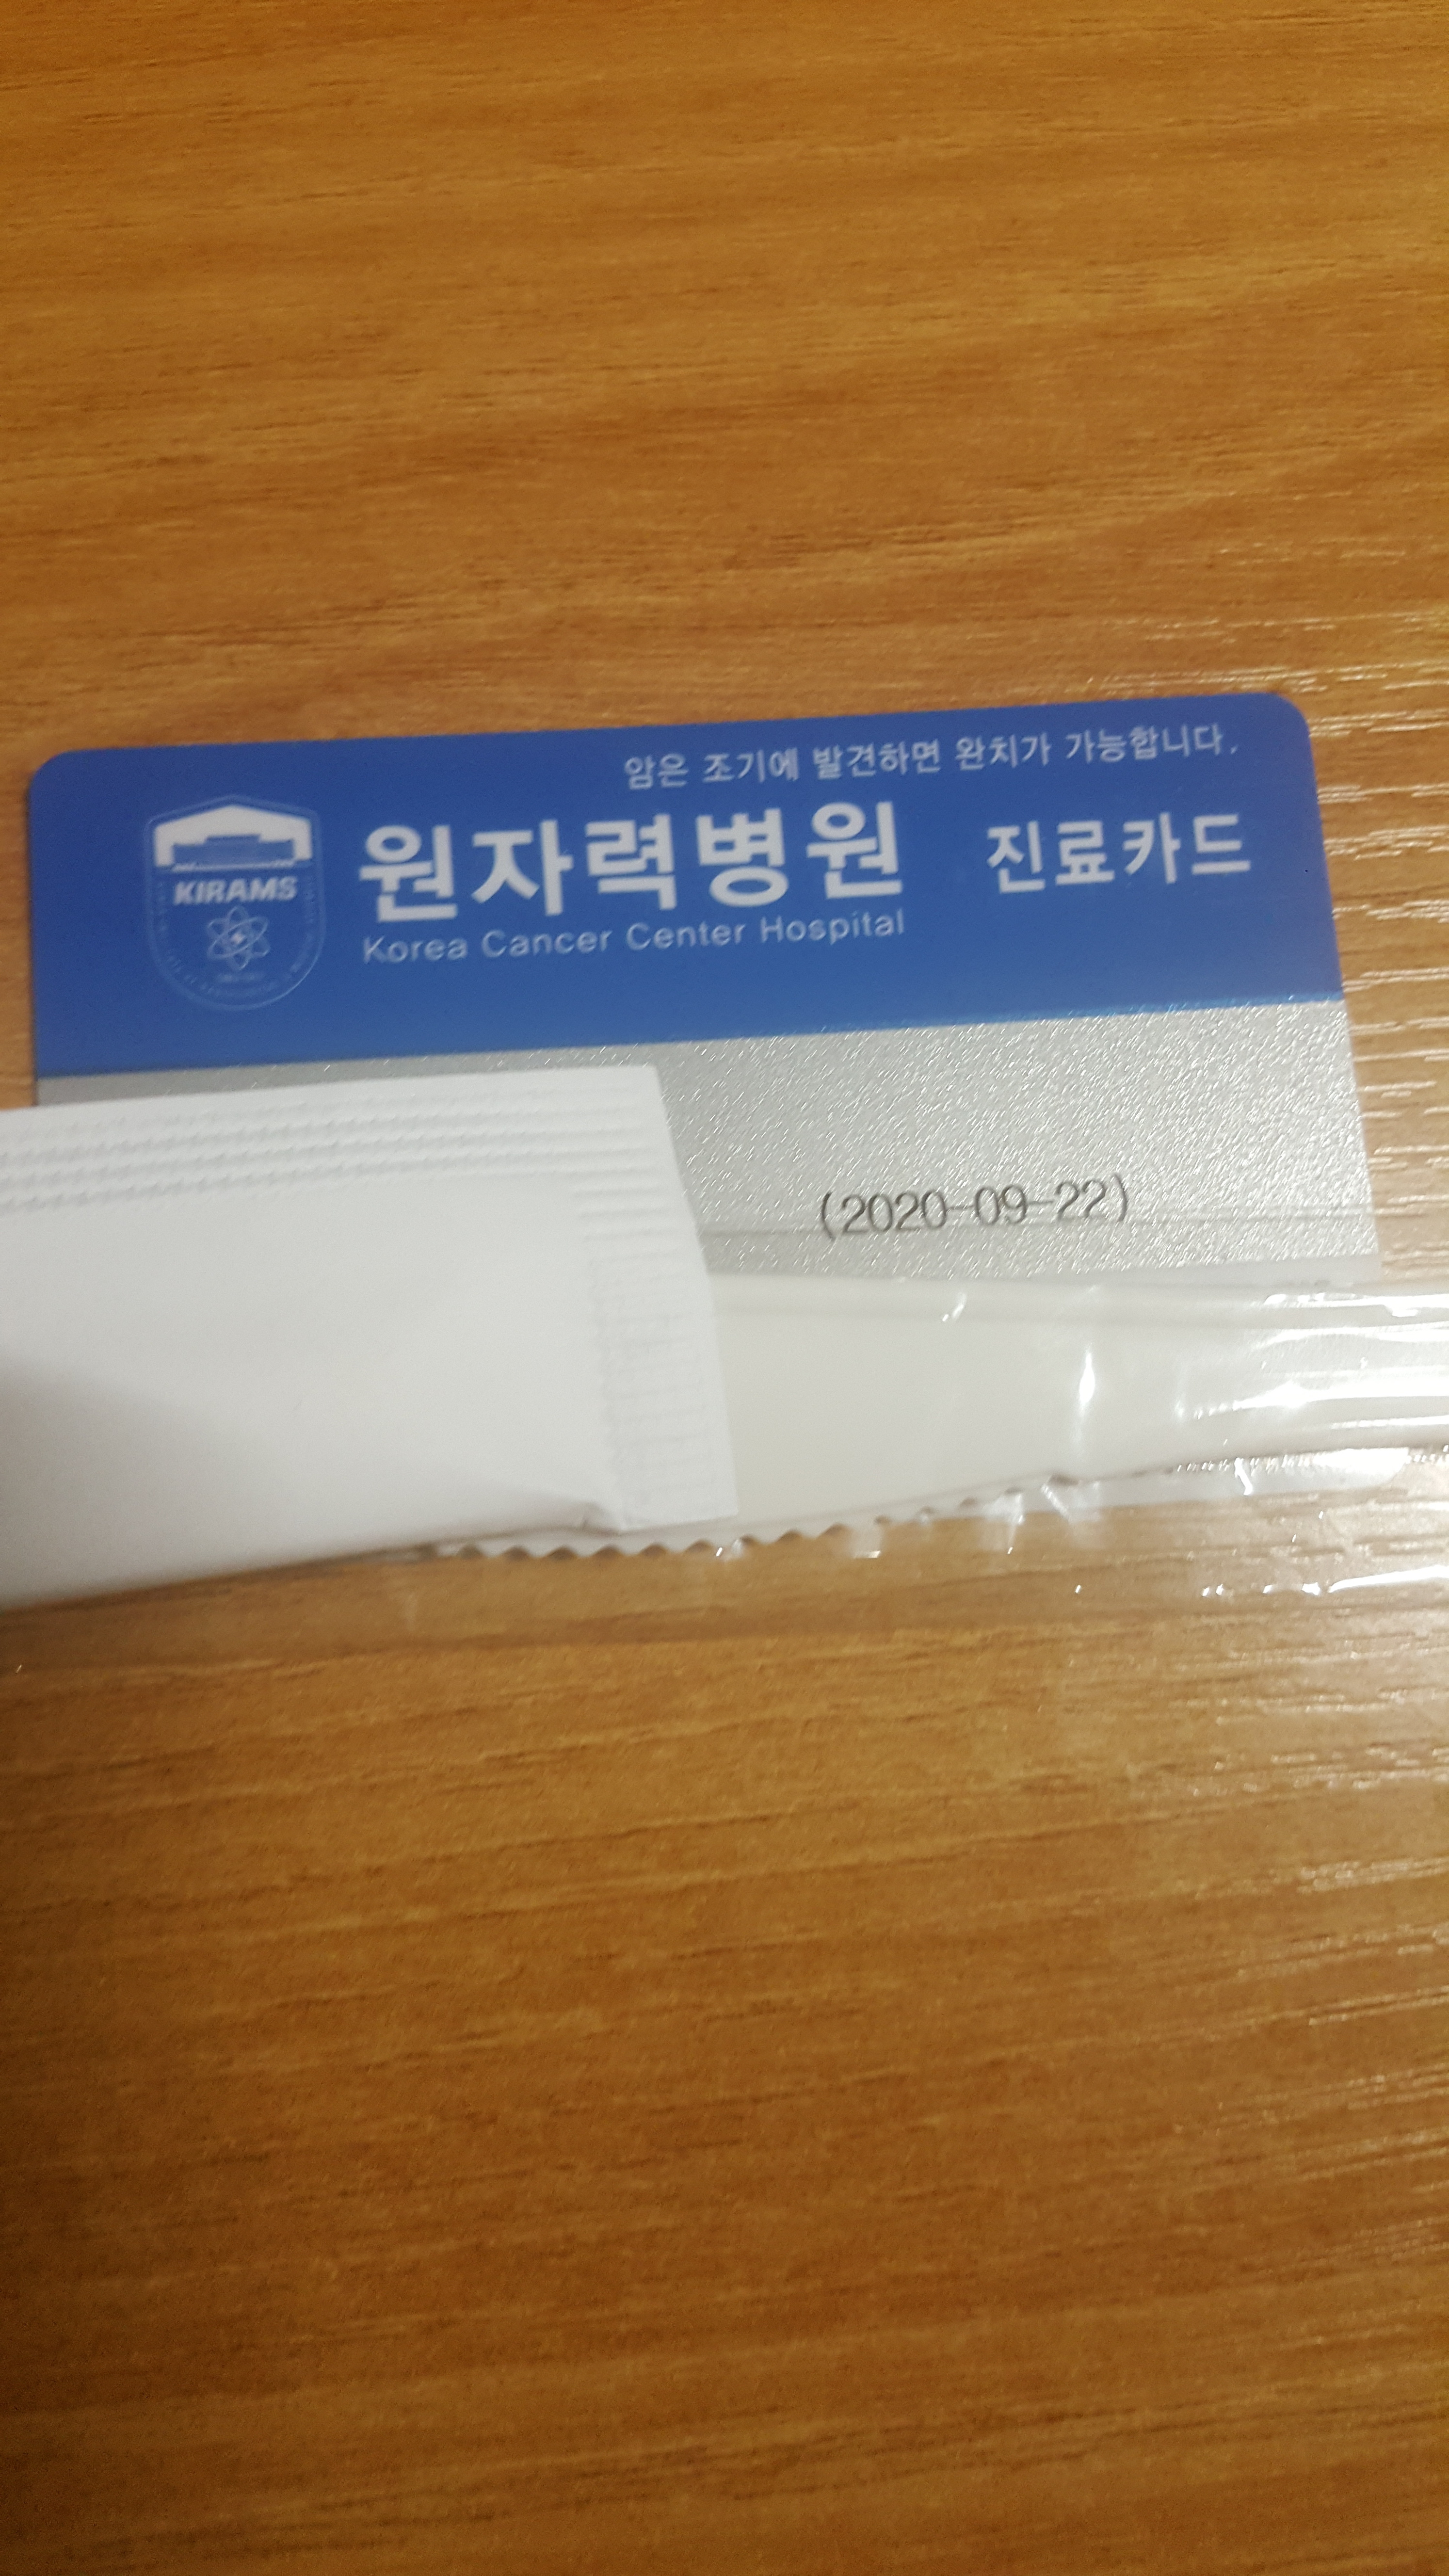 암은 조기에 발견하면 완치가 가능합니다.
KIRAMS
원자력병원 진료카드
Korea Cancer Center Hospital
(2020-09-22)